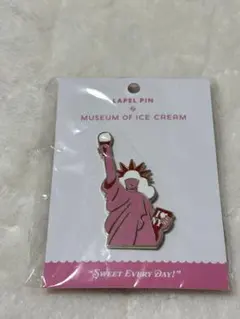 LAPEL PIN
MUSEUM OF ICE CREAM
"SWEET EVERY DAY!"